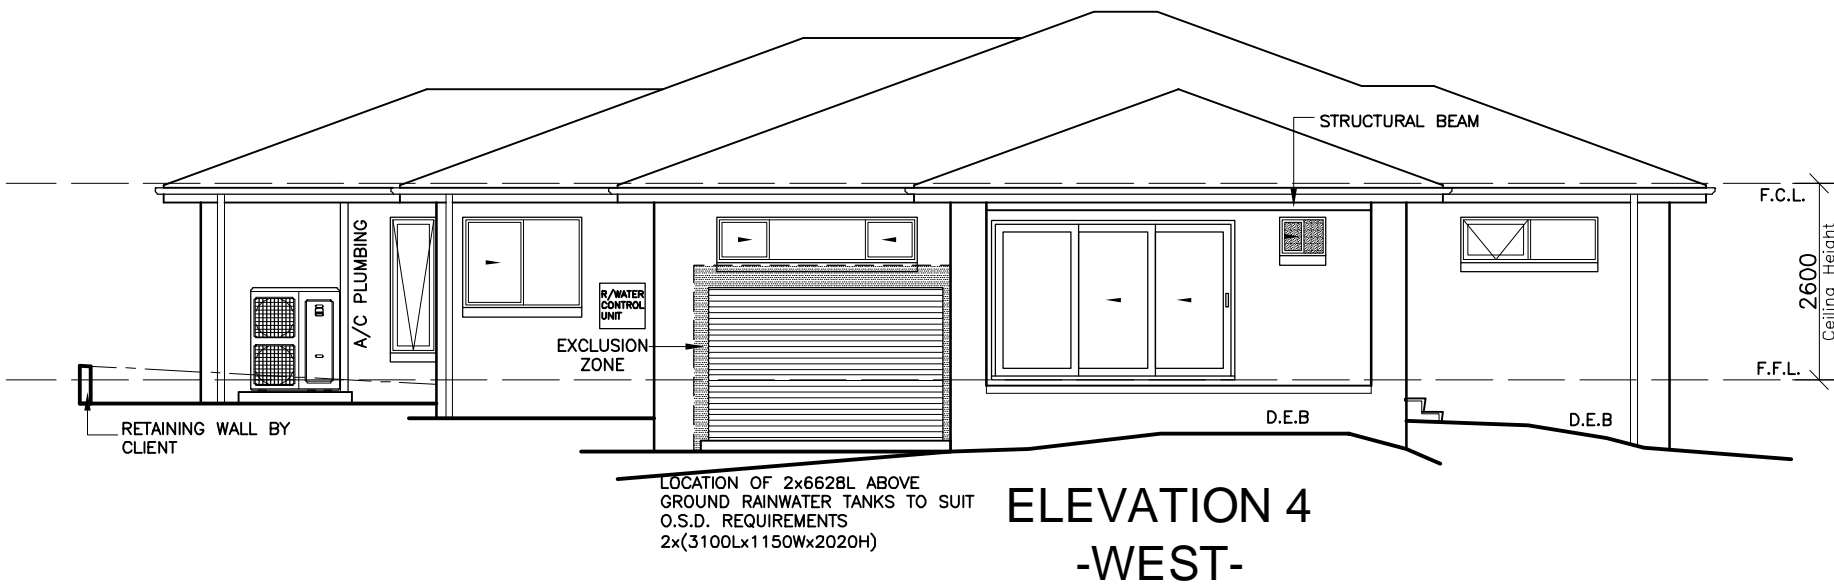 STRUCTURAL BEAM
F.C.L.
A/C PLUMBING
R/WATER
CONTROL
UNIT
2600
Ceiling Height
EXCLUSION
ZONE
F.F.L.
RETAINING WALL BY
CLIENT
D.E.B
D.E.B
LOCATION OF 2x6628L ABOVE
GROUND RAINWATER TANKS TO SUIT
O.S.D. REQUIREMENTS
2x(3100Lx1150Wx2020H)
ELEVATION 4
-WEST-